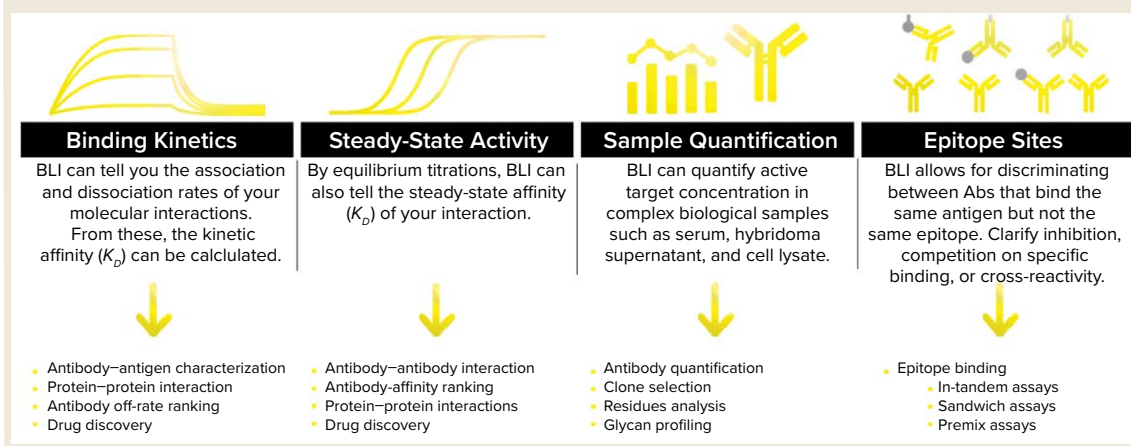 Binding Kinetics
BLI can tell you the association
and dissociation rates of your
molecular interactions.
From these, the kinetic
affinity (K_D) can be calclulated.
Antibody–antigen characterization
Protein–protein interaction
Antibody off-rate ranking
Drug discovery
Steady-State Activity
By equilibrium titrations, BLI can
also tell the steady-state affinity
(K_D) of your interaction.
Antibody–antibody interaction
Antibody-affinity ranking
Protein–protein interactions
Drug discovery
Sample Quantification
BLI can quantify active
target concentration in
complex biological samples
such as serum, hybridoma
supernatant, and cell lysate.
Antibody quantification
Clone selection
Residues analysis
Glycan profiling
Epitope Sites
BLI allows for discriminating
between Abs that bind the
same antigen but not the
same epitope. Clarify inhibition,
competition on specific
binding, or cross-reactivity.
Epitope binding
In-tandem assays
Sandwich assays
Premix assays